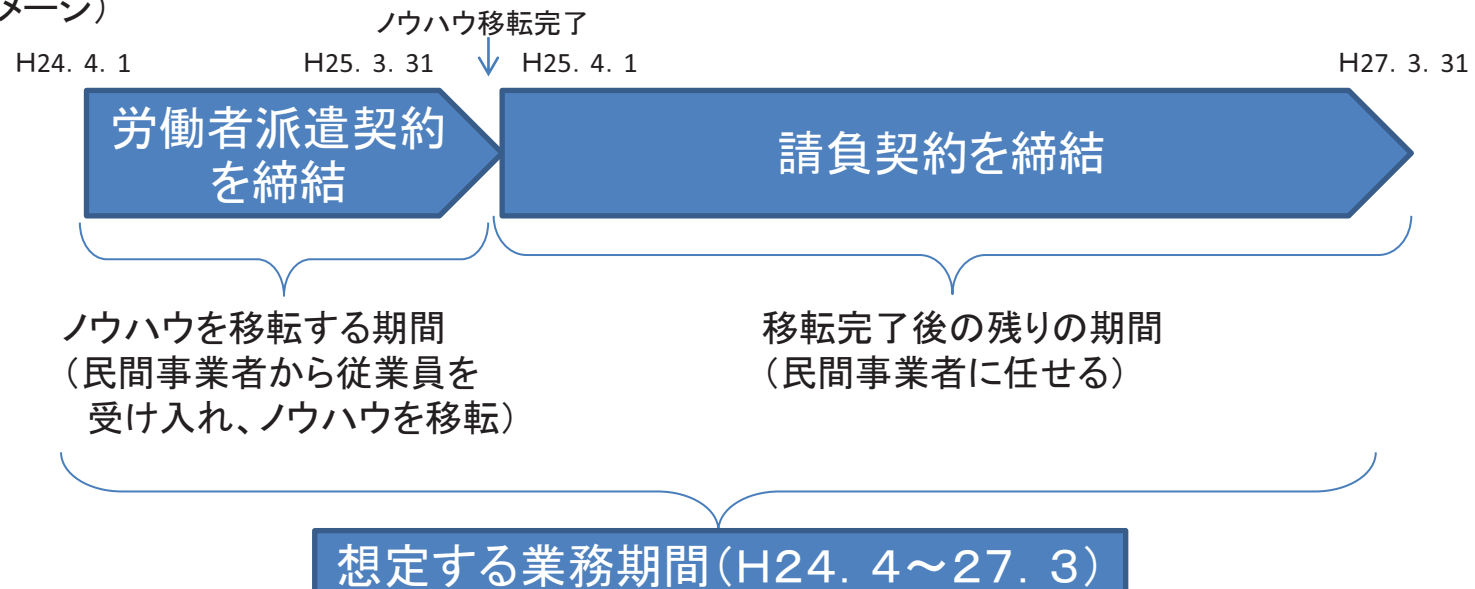 メージ）
ノウハウ移転完了
H24. 4. 1 H25. 3. 31 H25. 4. 1 H27. 3. 31
労働者派遣契約
を締結
請負契約を締結
ノウハウを移転する期間
（民間事業者から従業員を
受け入れ、ノウハウを移転）
移転完了後の残りの期間
（民間事業者に任せる）
想定する業務期間（H24. 4～27. 3）